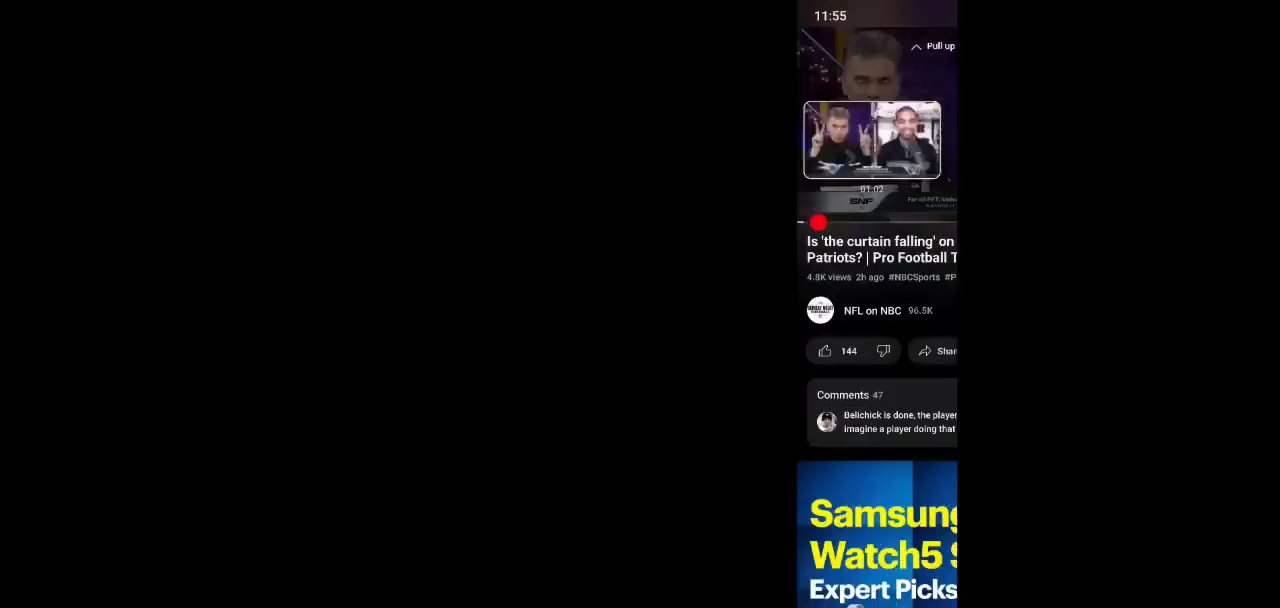 11:55
Pull up
01:02
SNF
Is 'the curtain falling' on
Patriots? | Pro Football T
4.8K views 2h ago #NBCSports #P
NFL on NBC 96.5K
144
Shar
Comments 47
Belichick is done, the player
imagine a player doing that
Samsung
Watch5 S
Expert Picks